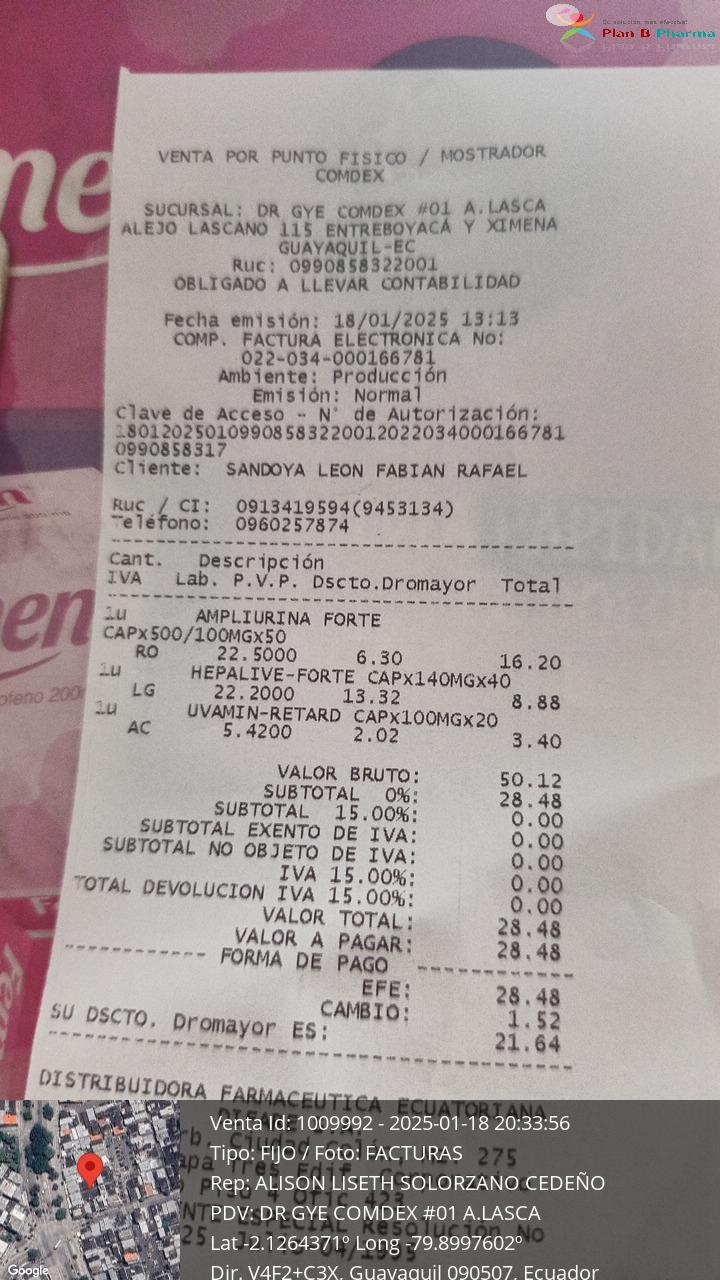 Su solución más efectiva!
Plan B Pharma
VENTA POR PUNTO FISICO / MOSTRADOR
COMDEX
SUCURSAL: DR GYE COMDEX #01 A.LASCA
ALEJO LASCANO 115 ENTREBOYACÁ Y XIMENA
GUAYAQUIL-EC
Ruc: 0990858322001
OBLIGADO A LLEVAR CONTABILIDAD
Fecha emisión: 18/01/2025 13:13
COMP. FACTURA ELECTRONICA No:
022-034-000166781
Ambiente: Producción
Emisión: Normal
Clave de Acceso - N° de Autorización:
180120250109908583220012022034000166781
0990858317
Cliente: SANDOYA LEON FABIAN RAFAEL
Ruc / CI: 0913419594(9453134)
Teléfono: 0960257874
Cant. Descripción
IVA Lab. P.V.P. Dscto.Dromayor Total
1u AMPLIURINA FORTE
CAPx500/100MGx50
RO 22.5000 6.30 16.20
1u HEPALIVE-FORTE CAPx140MGx40
LG 22.2000 13.32 8.88
1u UVAMIN-RETARD CAPx100MGx20
AC 5.4200 2.02 3.40
VALOR BRUTO: 50.12
SUBTOTAL 0%: 28.48
SUBTOTAL 15.00%: 0.00
SUBTOTAL EXENTO DE IVA: 0.00
SUBTOTAL NO OBJETO DE IVA: 0.00
IVA 15.00%: 0.00
TOTAL DEVOLUCION IVA 15.00%: 0.00
VALOR TOTAL: 28.48
VALOR A PAGAR: 28.48
FORMA DE PAGO
EFE: 28.48
CAMBIO: 1.52
SU DSCTO. Dromayor ES: 21.64
DISTRIBUIDORA FARMACEUTICA ECUATORIANA
Venta Id: 1009992 - 2025-01-18 20:33:56
Tipo: FIJO / Foto: FACTURAS
Rep: ALISON LISETH SOLORZANO CEDEÑO
PDV: DR GYE COMDEX #01 A.LASCA
Lat -2.1264371º Long -79.8997602º
Dir. V4F2+C3X, Guayaquil 090507, Ecuador
Google